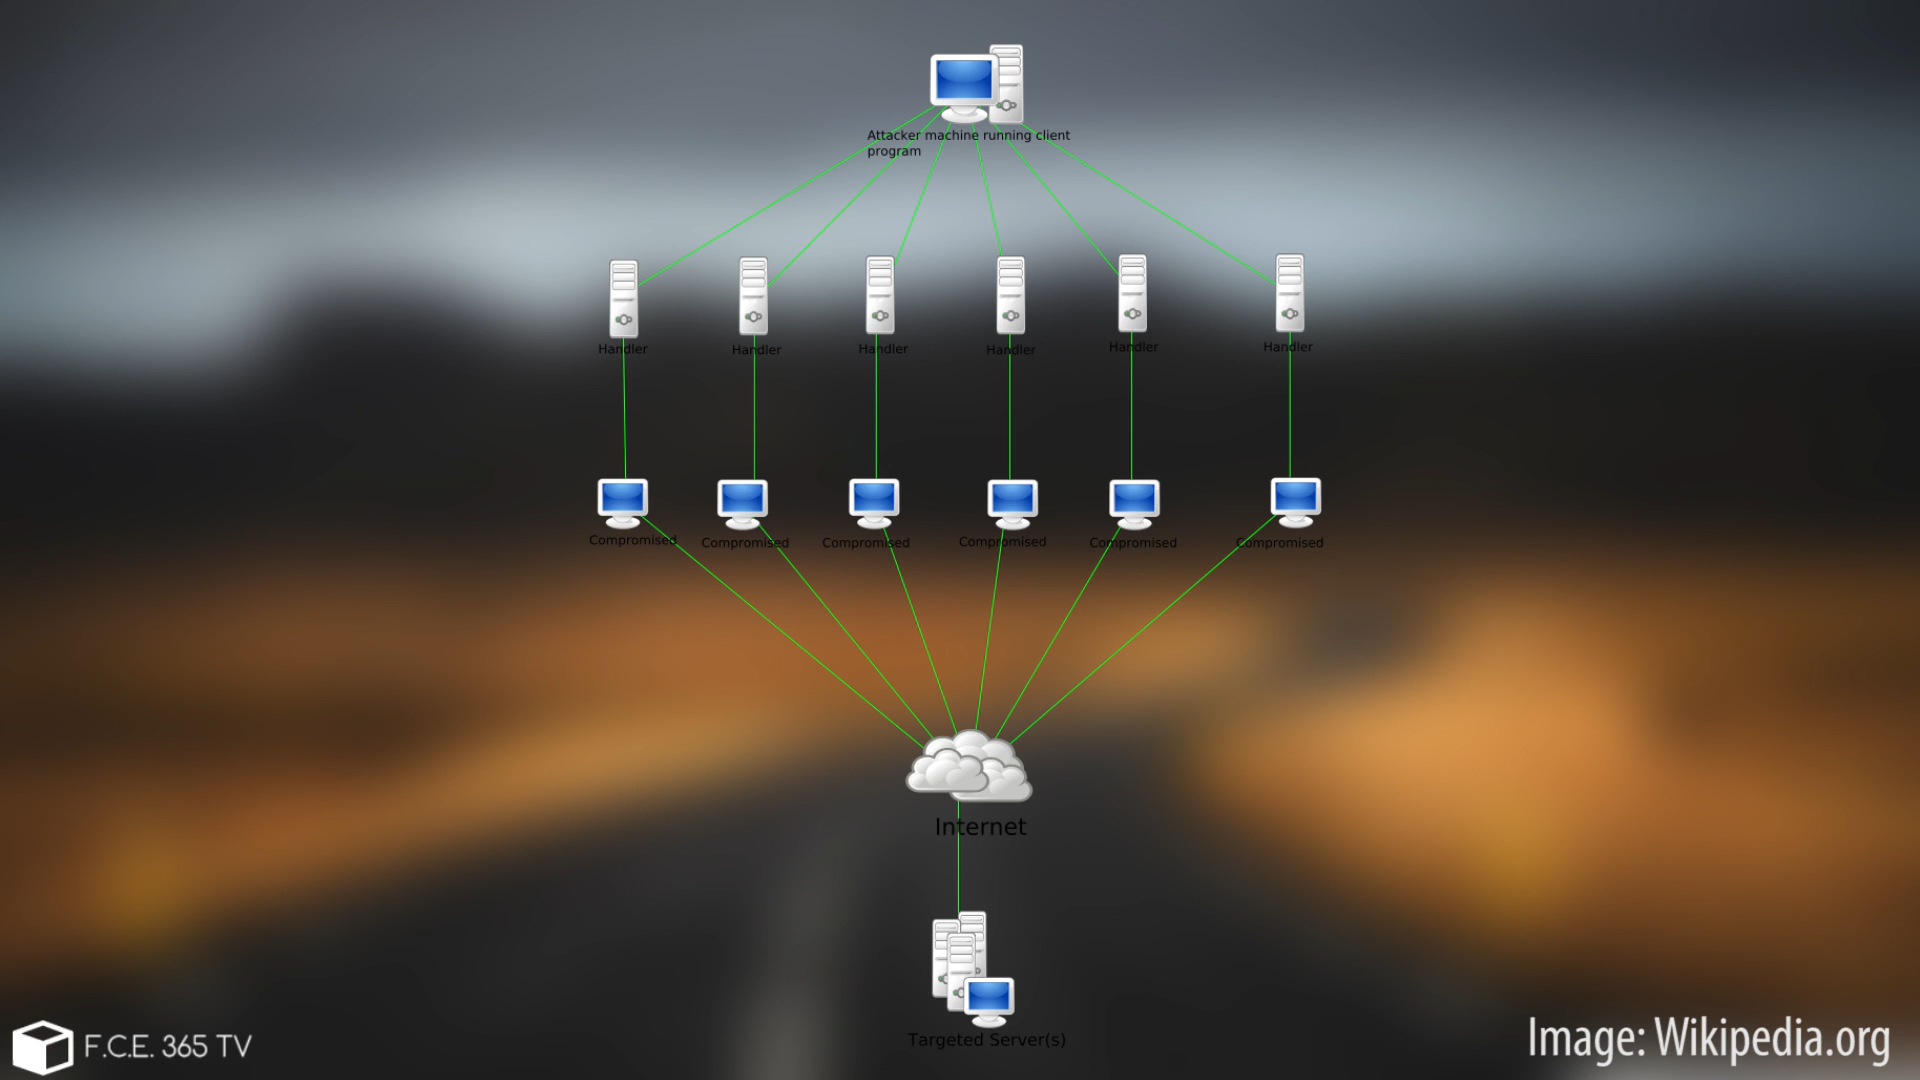 Attacker machine running client
program
Handler
Handler
Handler
Handler
Handler
Handler
Compromised
Compromised
Compromised
Compromised
Compromised
Compromised
Internet
Targeted Server(s)
F.C.E. 365 TV
Image: Wikipedia.org